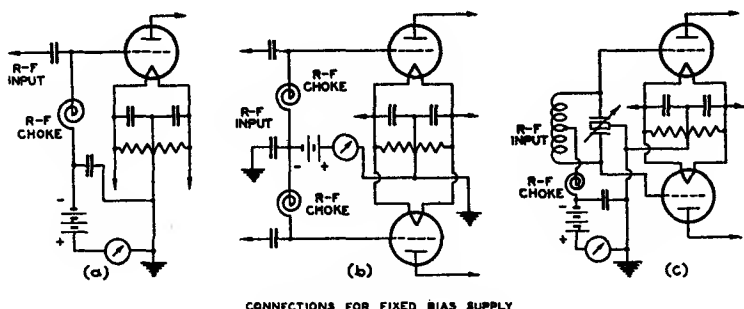 R-F
INPUT
R-F
CHOKE
-
+
(a)
R-F
CHOKE
R-F
INPUT
-
+
R-F
CHOKE
(b)
R-F
INPUT
R-F
CHOKE
-
+
(c)
CONNECTIONS FOR FIXED BIAS SUPPLY